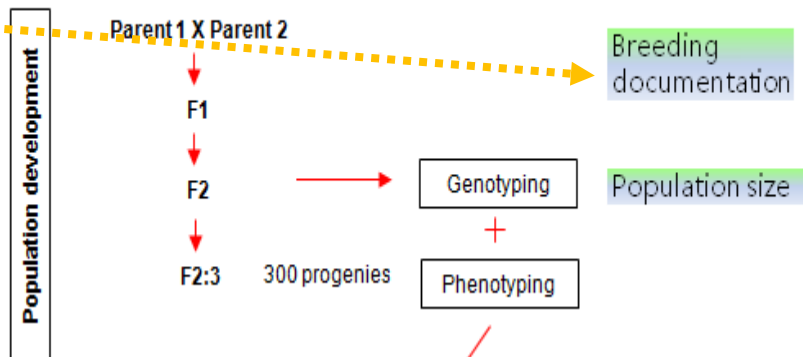 Population development
Parent 1 X Parent 2
F1
F2
F2:3
300 progenies
Genotyping
+
Phenotyping
Breeding
documentation
Population size